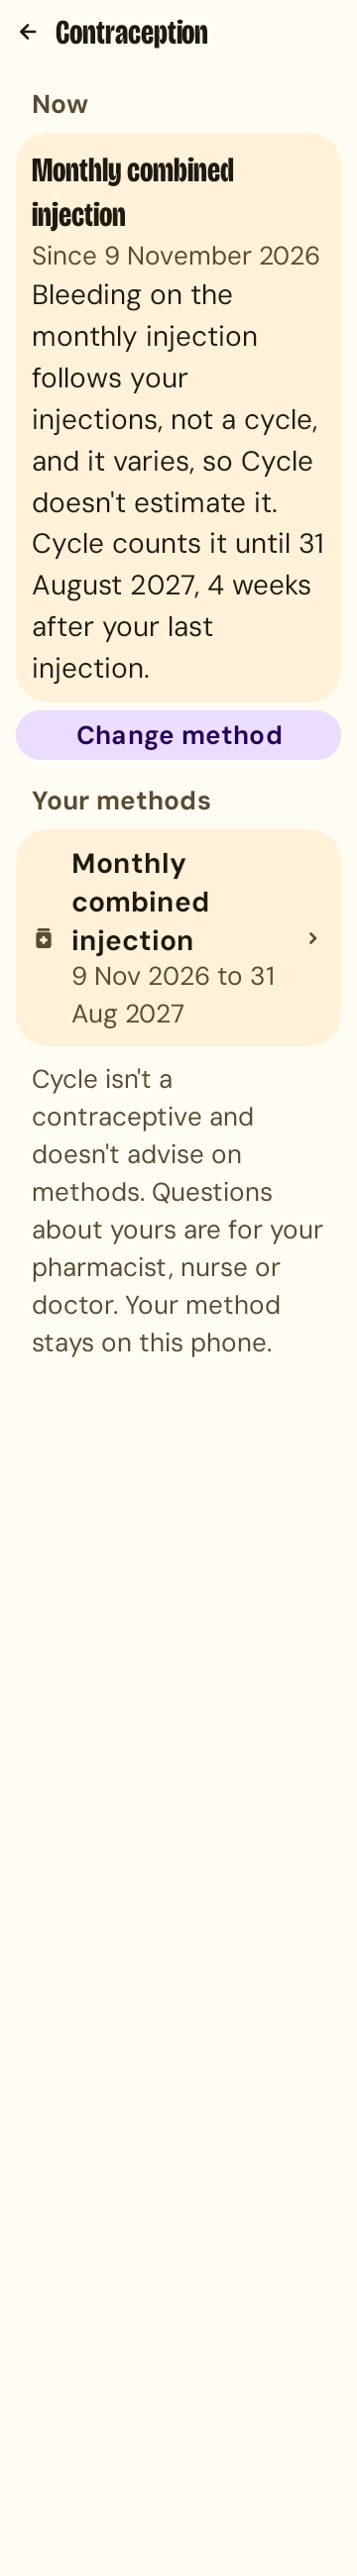 Contraception
Now
Monthly combined
injection
Since 9 November 2026
Bleeding on the
monthly injection
follows your
injections, not a cycle,
and it varies, so Cycle
doesn't estimate it.
Cycle counts it until 31
August 2027, 4 weeks
after your last
injection.
Change method
Your methods
Monthly
combined
injection
9 Nov 2026 to 31
Aug 2027
Cycle isn't a
contraceptive and
doesn't advise on
methods. Questions
about yours are for your
pharmacist, nurse or
doctor. Your method
stays on this phone.